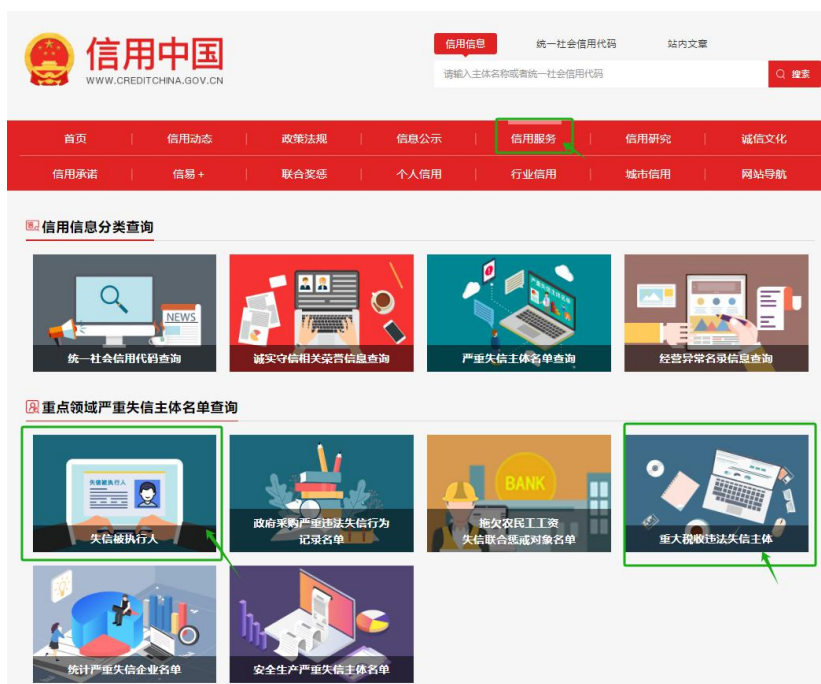 信用信息
统一社会信用代码
站内文章
信用中国
WWW.CREDITCHINA.GOV.CN
请输入主体名称或者统一社会信用代码
搜索
首页
信用动态
政策法规
信息公示
信用服务
信用研究
诚信文化
信用承诺
信易+
联合奖惩
个人信用
行业信用
城市信用
网站导航
信用信息分类查询
NEWS
统一社会信用代码查询
诚实守信相关荣誉信息查询
严重失信主体名单查询
经营异常名录信息查询
重点领域严重失信主体名单查询
失信被执行人
失信被执行人
政府采购严重违法失信行为
记录名单
BANK
拖欠农民工工资
失信联合惩戒对象名单
重大税收违法失信主体
统计严重失信企业名单
安全生产严重失信主体名单